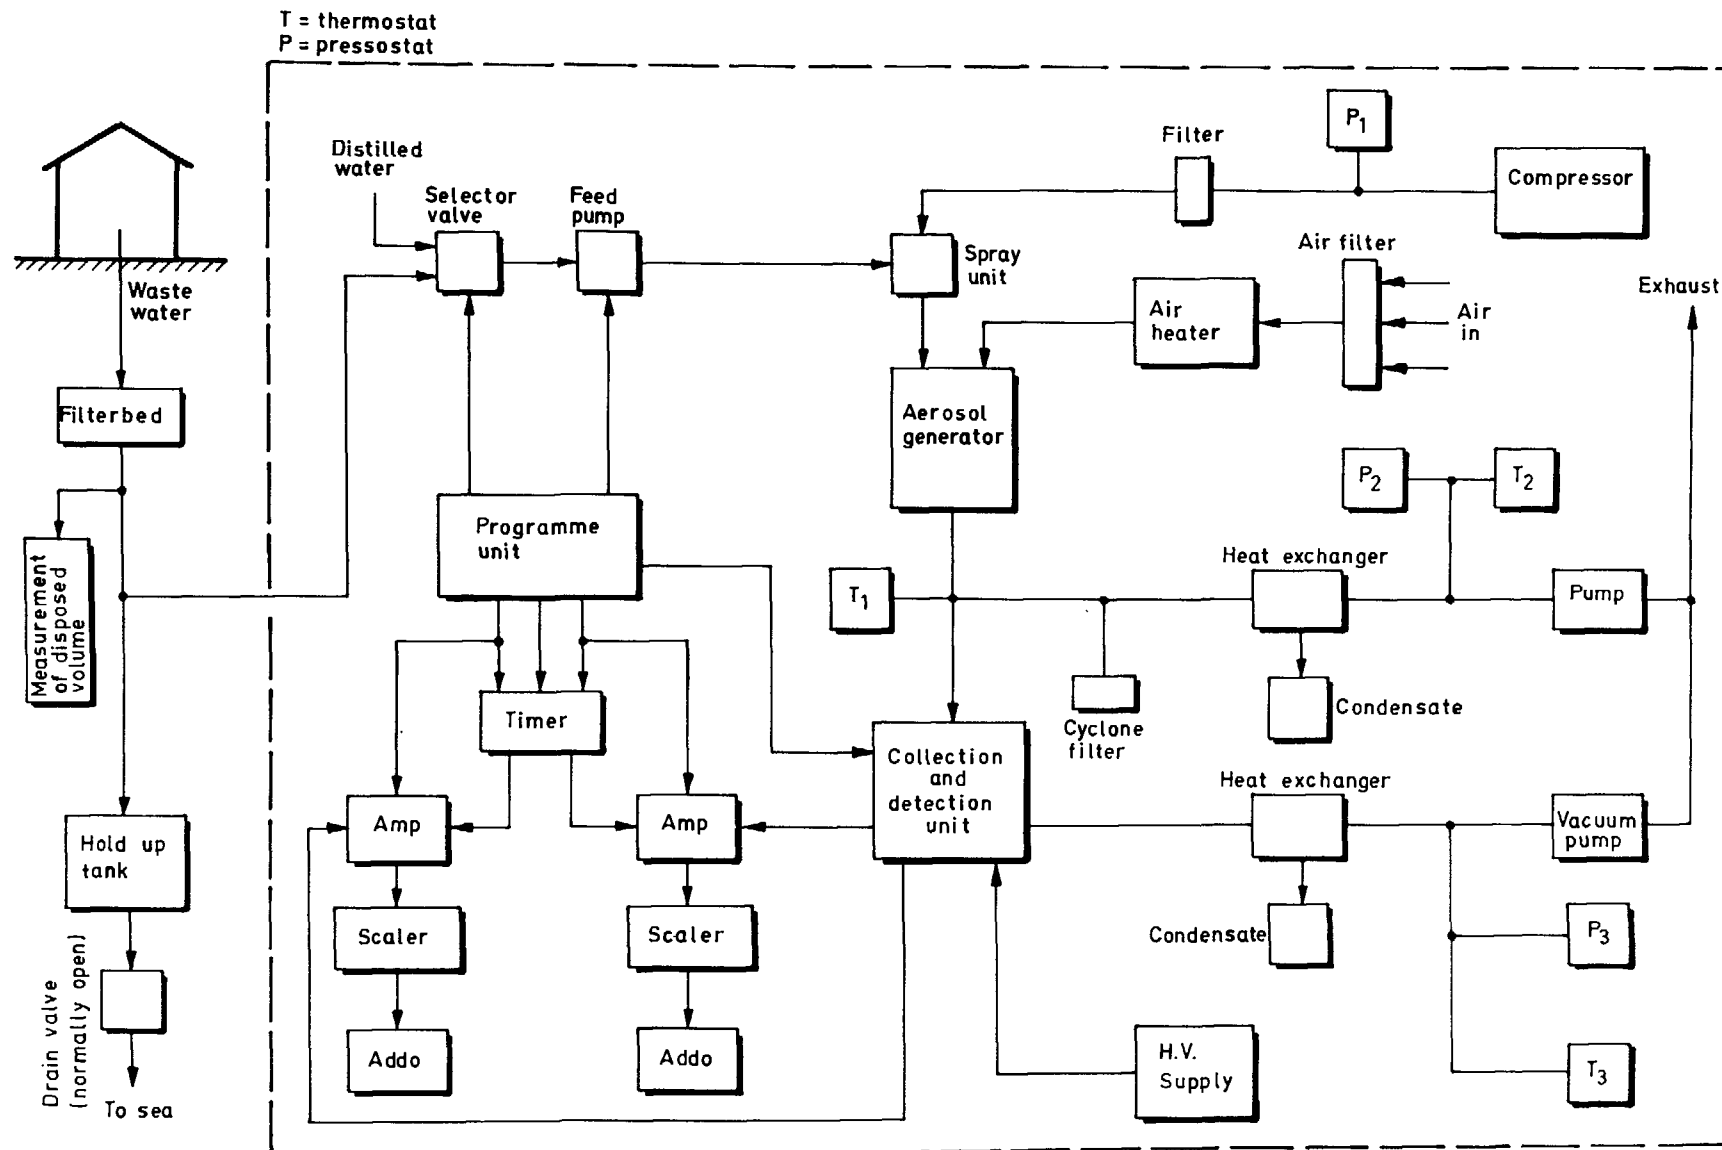 T = thermostat
P = pressostat
Distilled
water
Selector
valve
Feed
pump
Filter
P1
Compressor
Spray
unit
Air filter
Air
heater
Air
in
Exhaust
Waste
water
Filterbed
Aerosol
generator
P2
T2
Programme
unit
Heat exchanger
T1
Pump
Measurement
of disposed
volume
Timer
Cyclone
filter
Condensate
Collection
and
detection
unit
Heat exchanger
Amp
Amp
Vacuum
pump
Hold up
tank
Scaler
Scaler
Condensate
P3
Drain valve
(normally open)
Addo
Addo
H.V.
Supply
T3
To sea